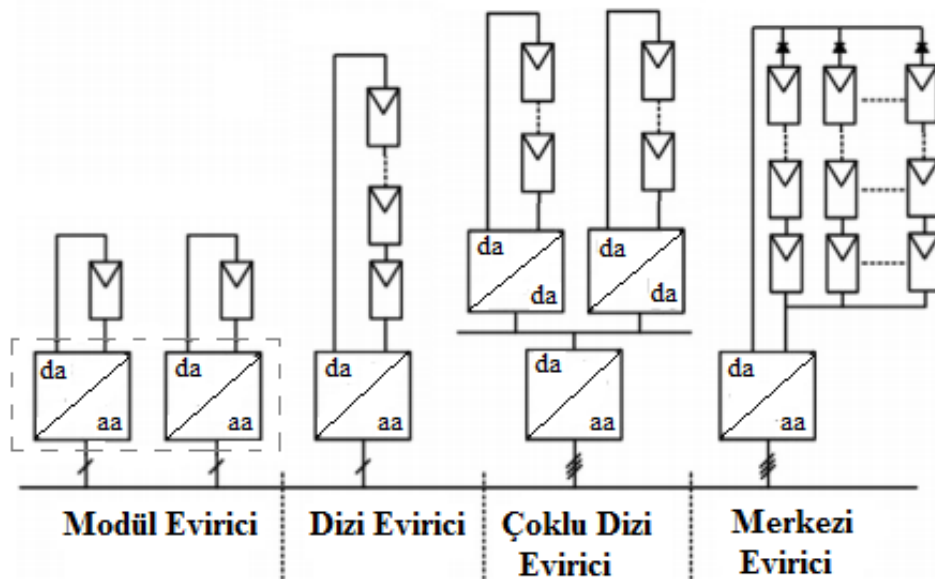 da
da
da
da
da
da
da
da
da
aa
aa
aa
aa
aa
Modül Evirici
Dizi Evirici
Çoklu Dizi
Evirici
Merkezi
Evirici